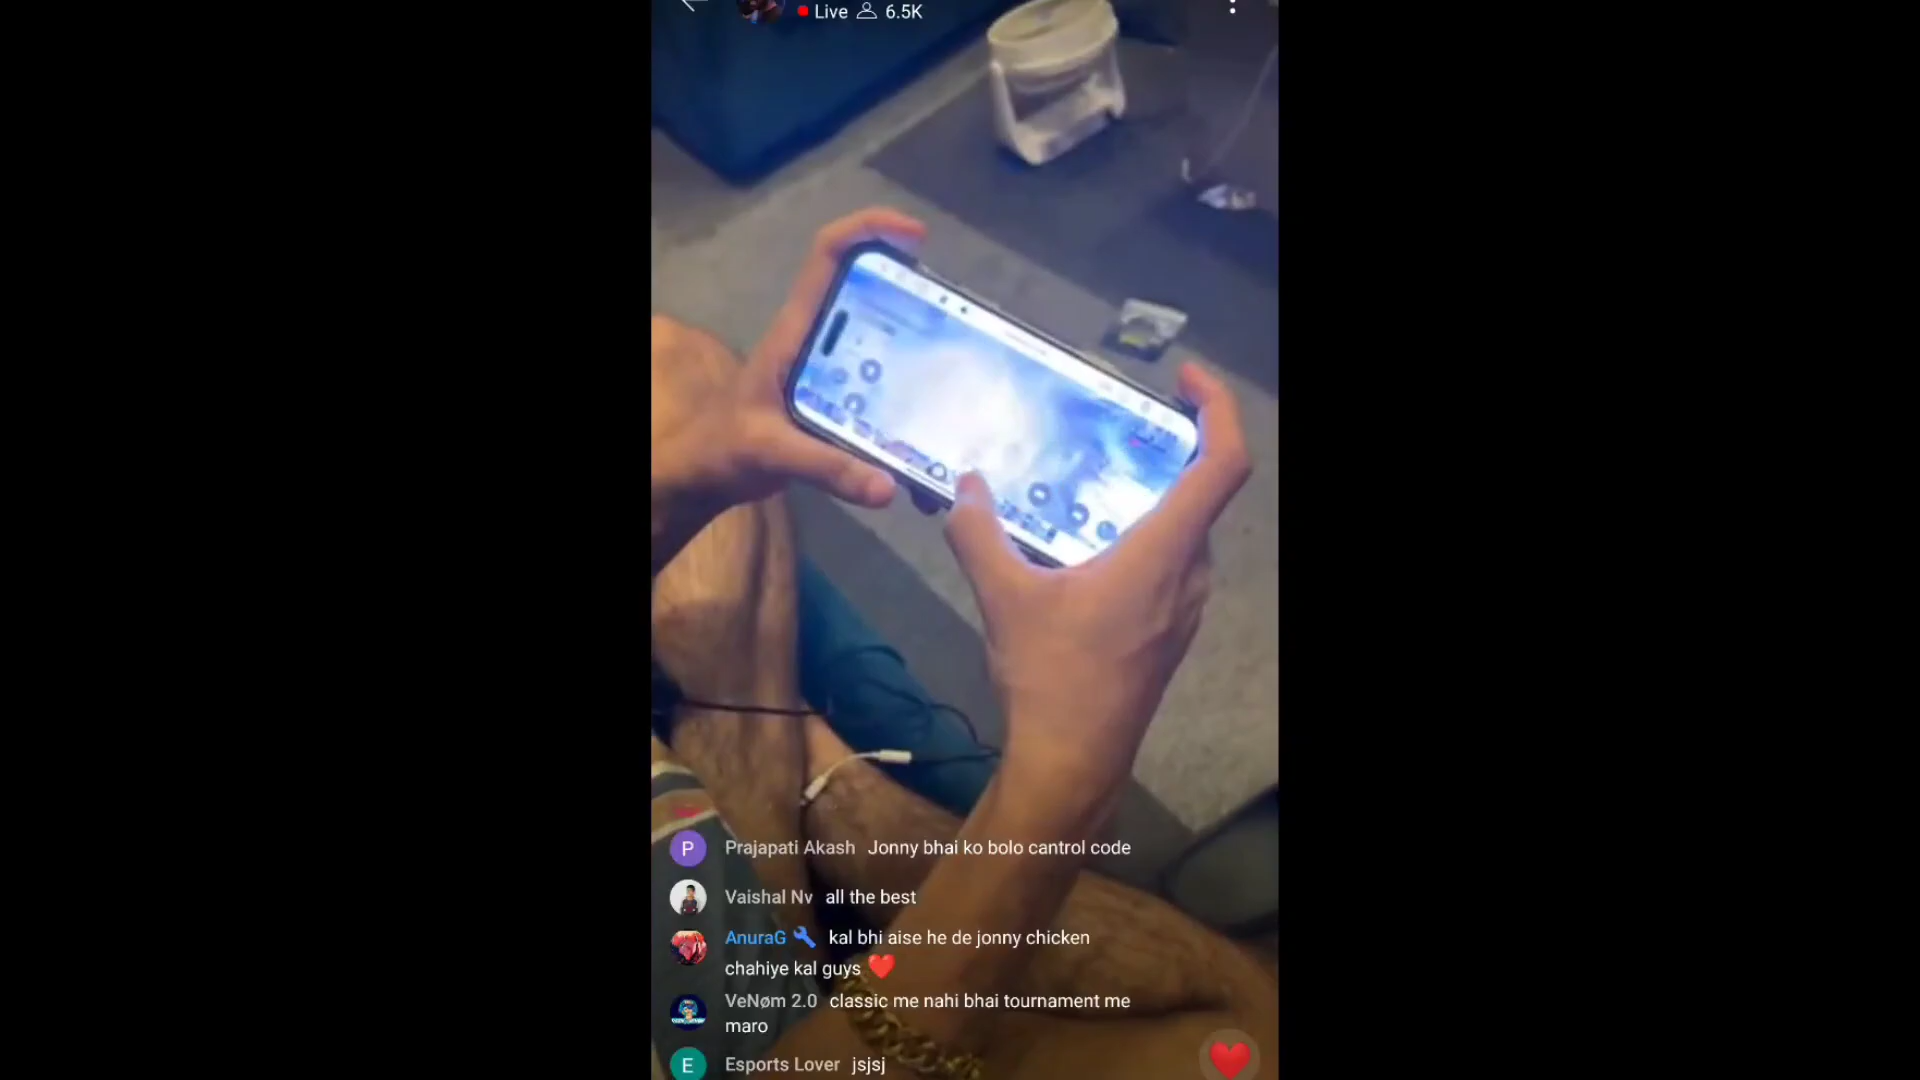 Live 6.5K
P Prajapati Akash Jonny bhai ko bolo cantrol code
Vaishal Nv all the best
AnuraG kal bhi aise he de jonny chicken
chahiye kal guys ❤️
VeNøm 2.0 classic me nahi bhai tournament me
maro
E Esports Lover jsjsj